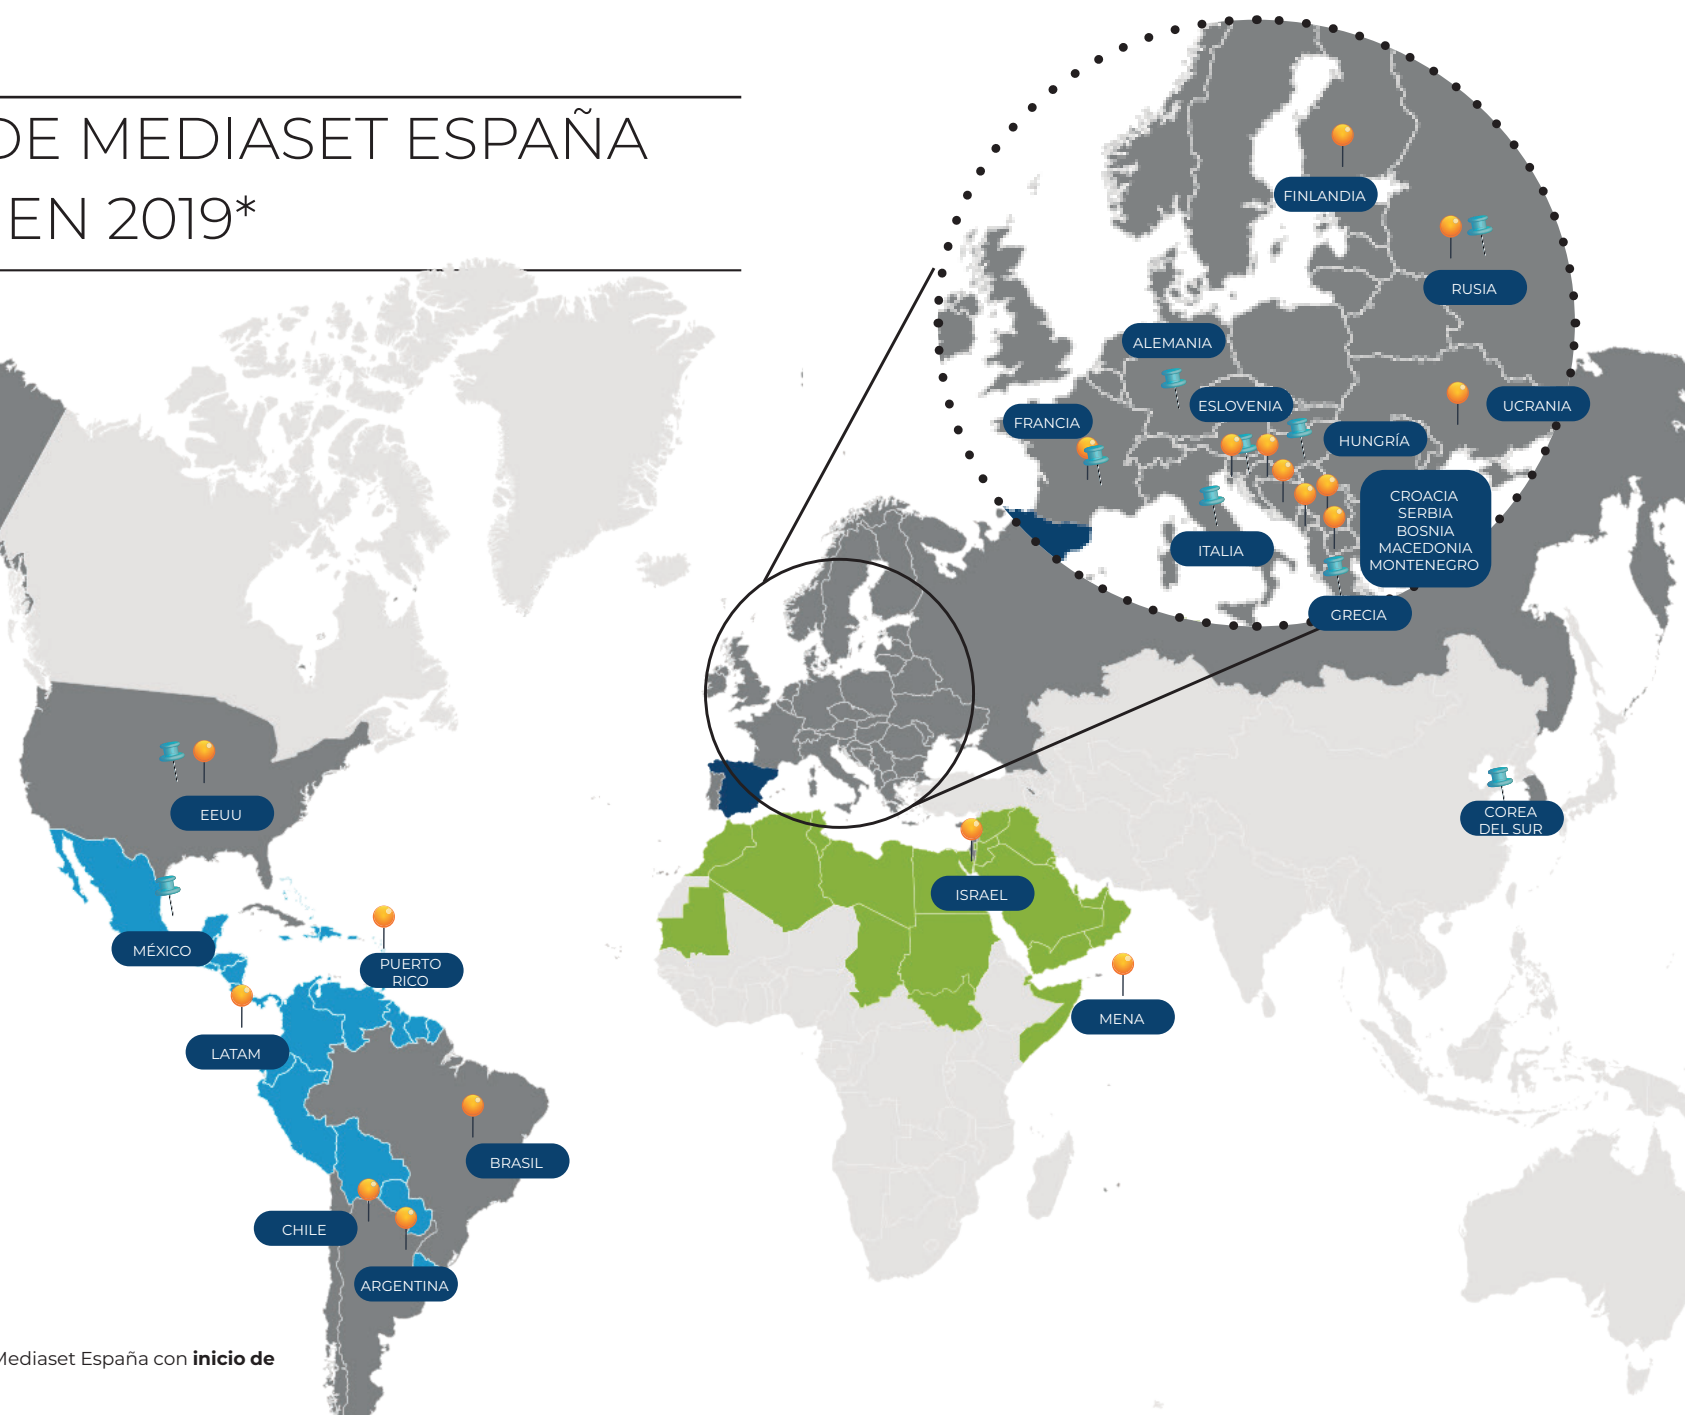 DE MEDIASET ESPAÑA
EN 2019*
FINLANDIA
RUSIA
ALEMANIA
ESLOVENIA
UCRANIA
FRANCIA
HUNGRÍA
CROACIA
SERBIA
BOSNIA
MACEDONIA
MONTENEGRO
ITALIA
GRECIA
EEUU
COREA
DEL SUR
ISRAEL
MÉXICO
PUERTO
RICO
MENA
LATAM
BRASIL
CHILE
ARGENTINA
Mediaset España con inicio de